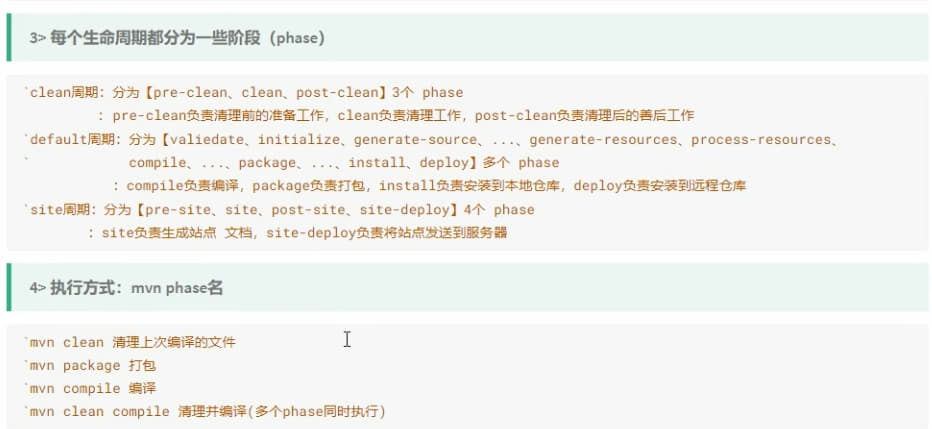 3> 每个生命周期都分为一些阶段（phase）
`clean周期：分为【pre-clean、clean、post-clean】3个 phase
：pre-clean负责清理前的准备工作，clean负责清理工作，post-clean负责清理后的善后工作
`default周期：分为【valiedate、initialize、generate-source、...、generate-resources、process-resources、
` compile、...、package、...、install、deploy】多个 phase
：compile负责编译，package负责打包，install负责安装到本地仓库，deploy负责安装到远程仓库
`site周期：分为【pre-site、site、post-site、site-deploy】4个 phase
：site负责生成站点 文档，site-deploy负责将站点发送到服务器
4> 执行方式：mvn phase名
`mvn clean 清理上次编译的文件
`mvn package 打包
`mvn compile 编译
`mvn clean compile 清理并编译(多个phase同时执行)